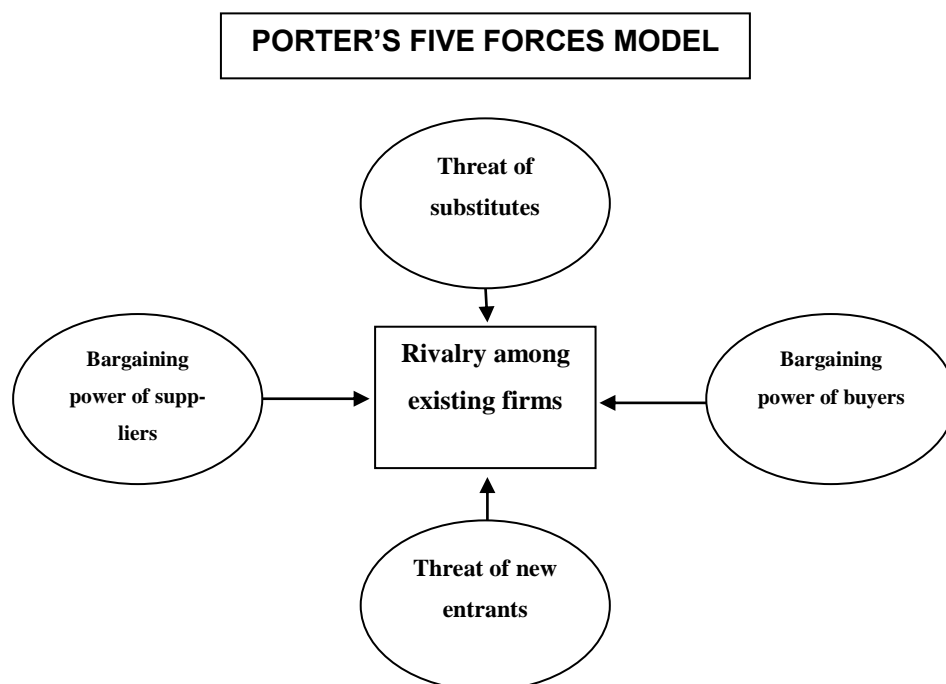 PORTER’S FIVE FORCES MODEL
Threat of
substitutes
Bargaining
power of supp-
liers
Rivalry among
existing firms
Bargaining
power of buyers
Threat of new
entrants